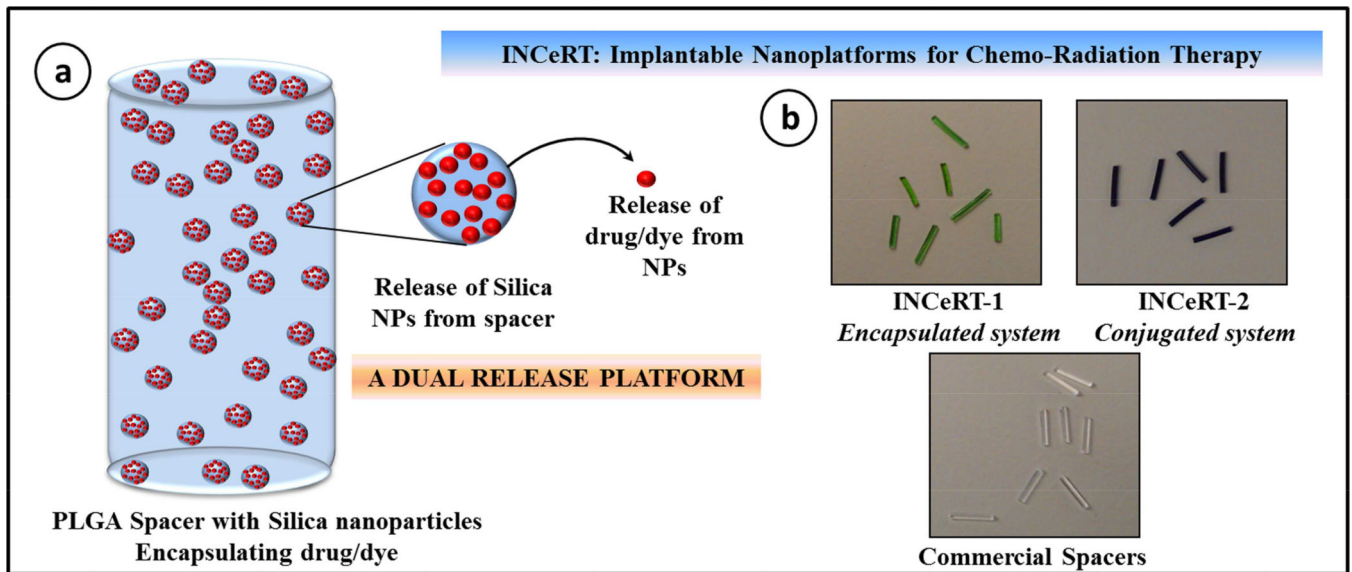 INCeRT: Implantable Nanoplatforms for Chemo-Radiation Therapy
a
Release of Silica
NPs from spacer
Release of
drug/dye from
NPs
A DUAL RELEASE PLATFORM
PLGA Spacer with Silica nanoparticles
Encapsulating drug/dye
b
INCeRT-1
Encapsulated system
INCeRT-2
Conjugated system
Commercial Spacers